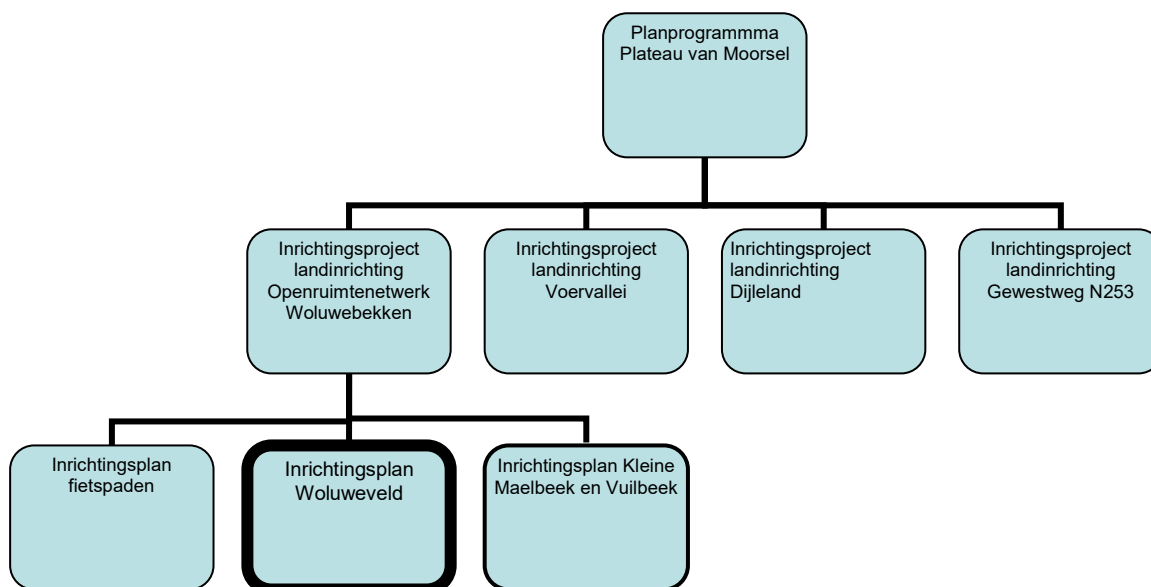 Planprogrammma
Plateau van Moorsel
Inrichtingsproject
landinrichting
Openruimtenetwerk
Woluwebekken
Inrichtingsproject
landinrichting
Voervallei
Inrichtingsproject
landinrichting
Dijleland
Inrichtingsproject
landinrichting
Gewestweg N253
Inrichtingsplan
fietspaden
Inrichtingsplan
Woluweveld
Inrichtingsplan Kleine
Maelbeek en Vuilbeek